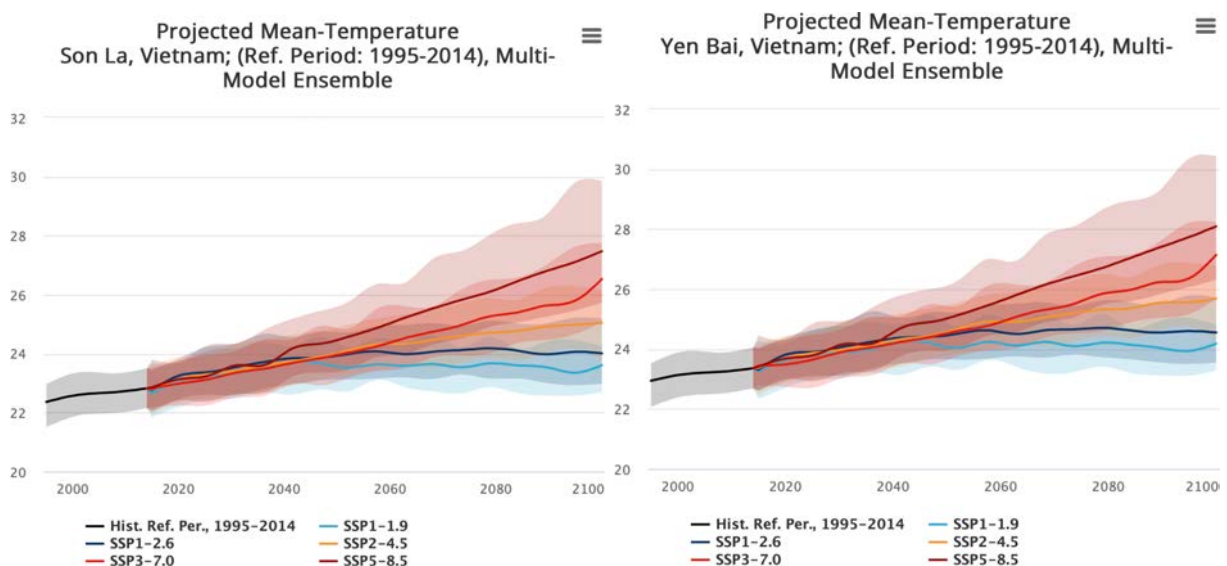 Projected Mean-Temperature
Son La, Vietnam; (Ref. Period: 1995-2014), Multi-
Model Ensemble
32
30
28
26
24
22
20
2000
2020
2040
2060
2080
2100
Hist. Ref. Per., 1995-2014
SSP1-1.9
SSP1-2.6
SSP2-4.5
SSP3-7.0
SSP5-8.5
Projected Mean-Temperature
Yen Bai, Vietnam; (Ref. Period: 1995-2014), Multi-
Model Ensemble
32
30
28
26
24
22
20
2000
2020
2040
2060
2080
2100
Hist. Ref. Per., 1995-2014
SSP1-1.9
SSP1-2.6
SSP2-4.5
SSP3-7.0
SSP5-8.5